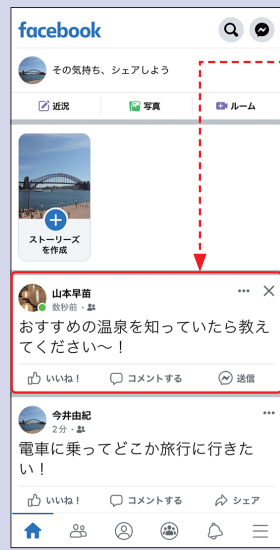 facebook
その気持ち、シェアしよう
近況
写真
ルーム
ストーリーズ
を作成
山本早苗
数秒前・
おすすめの温泉を知っていたら教え
てください〜！
いいね！
コメントする
送信
今井由紀
2分・
電車に乗ってどこか旅行に行きた
い！
いいね！
コメントする
シェア